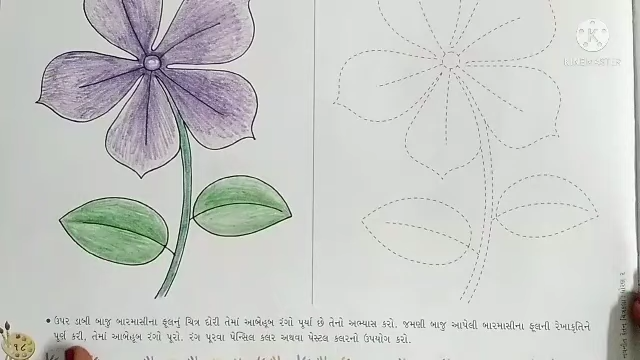 KINEMASTER
• ઉપર ડાબી બાજુ બારમાસીના ફૂલનું ચિત્ર દોરી તેમાં આબેહૂબ રંગો પૂર્યા છે તેનો અભ્યાસ કરો. જમણી બાજુ આપેલી બારમાસીના ફૂલની રેખાકૃતિને
પૂર્ણ કરી, તેમાં આબેહૂબ રંગો પૂરો. રંગ પૂરવા પેન્સિલ કલર અથવા પેસ્ટલ કલરનો ઉપયોગ કરો.
૧૮